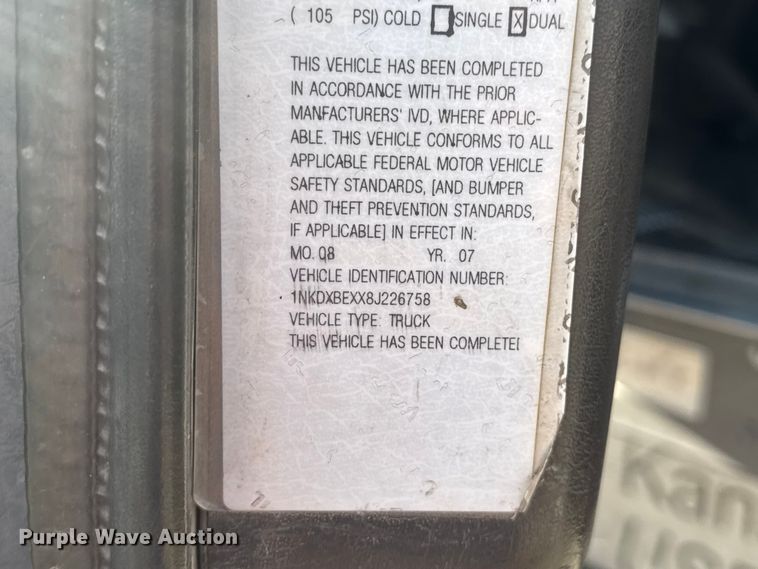 ( 105 PSI) COLD SINGLE X DUAL
THIS VEHICLE HAS BEEN COMPLETED
IN ACCORDANCE WITH THE PRIOR
MANFACTURERS' IVD, WHERE APPLIC-
ABLE. THIS VEHICLE CONFORMS TO ALL
APPLICABLE FEDERAL MOTOR VEHICLE
SAFETY STANDARDS, [AND BUMPER
AND THEFT PREVENTION STANDARDS,
IF APPLICABLE] IN EFFECT IN:
MO. 08 YR. 07
VEHICLE IDENTIFICATION NUMBER:
1NKDXBEXX8J226758
VEHICLE TYPE: TRUCK
THIS VEHICLE HAS BEEN COMPLETE
Kan
Purple Wave Auction